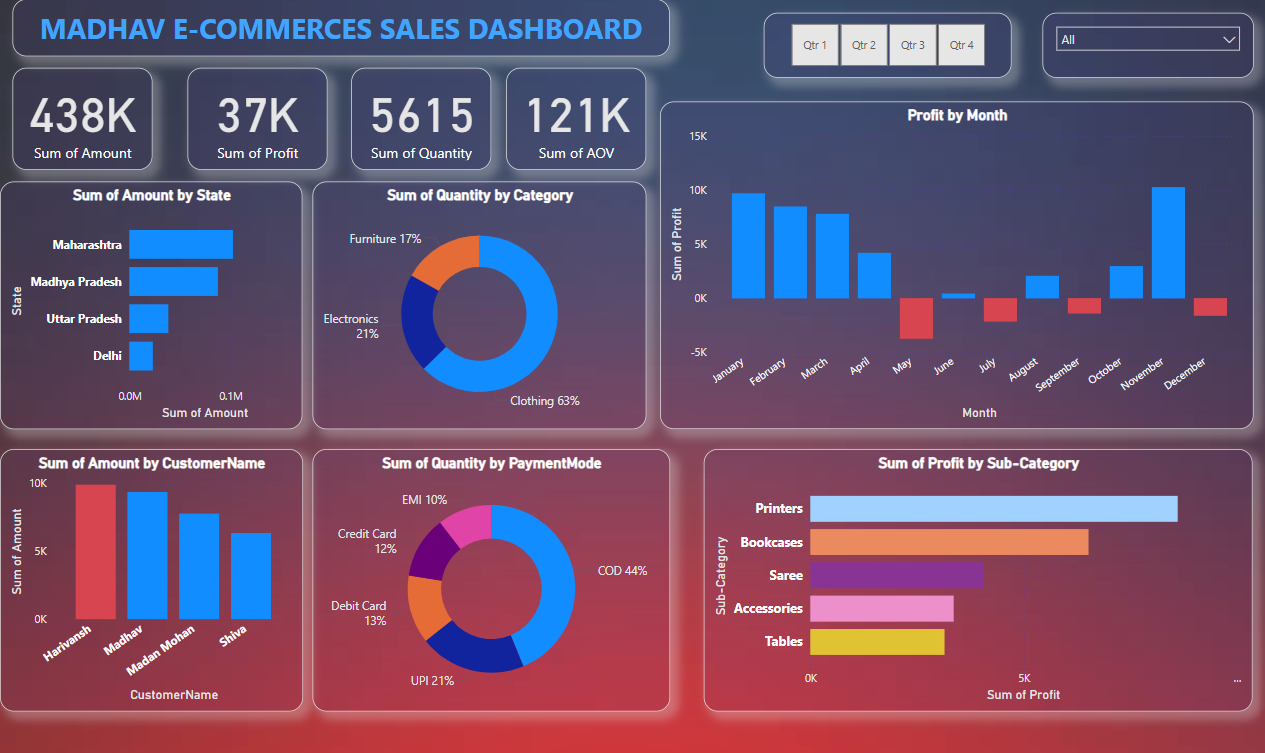 MADHAV E-COMMERCES SALES DASHBOARD
Qtr 1
Qtr 2
Qtr 3
Qtr 4
All
438K
Sum of Amount
37K
Sum of Profit
5615
Sum of Quantity
121K
Sum of AOV
Profit by Month
15K
10K
5K
0K
-5K
Sum of Profit
January
February
March
April
May
June
July
August
September
October
November
December
Month
Sum of Amount by State
State
Maharashtra
Madhya Pradesh
Uttar Pradesh
Delhi
0.0M
0.1M
Sum of Amount
Sum of Quantity by Category
Furniture 17%
Electronics
21%
Clothing 63%
Sum of Amount by CustomerName
10K
5K
0K
Sum of Amount
Harivansh
Madhav
Madan Mohan
Shiva
CustomerName
Sum of Quantity by PaymentMode
EMI 10%
Credit Card
12%
Debit Card
13%
UPI 21%
COD 44%
Sum of Profit by Sub-Category
Sub-Category
Printers
Bookcases
Saree
Accessories
Tables
0K
5K
...
Sum of Profit